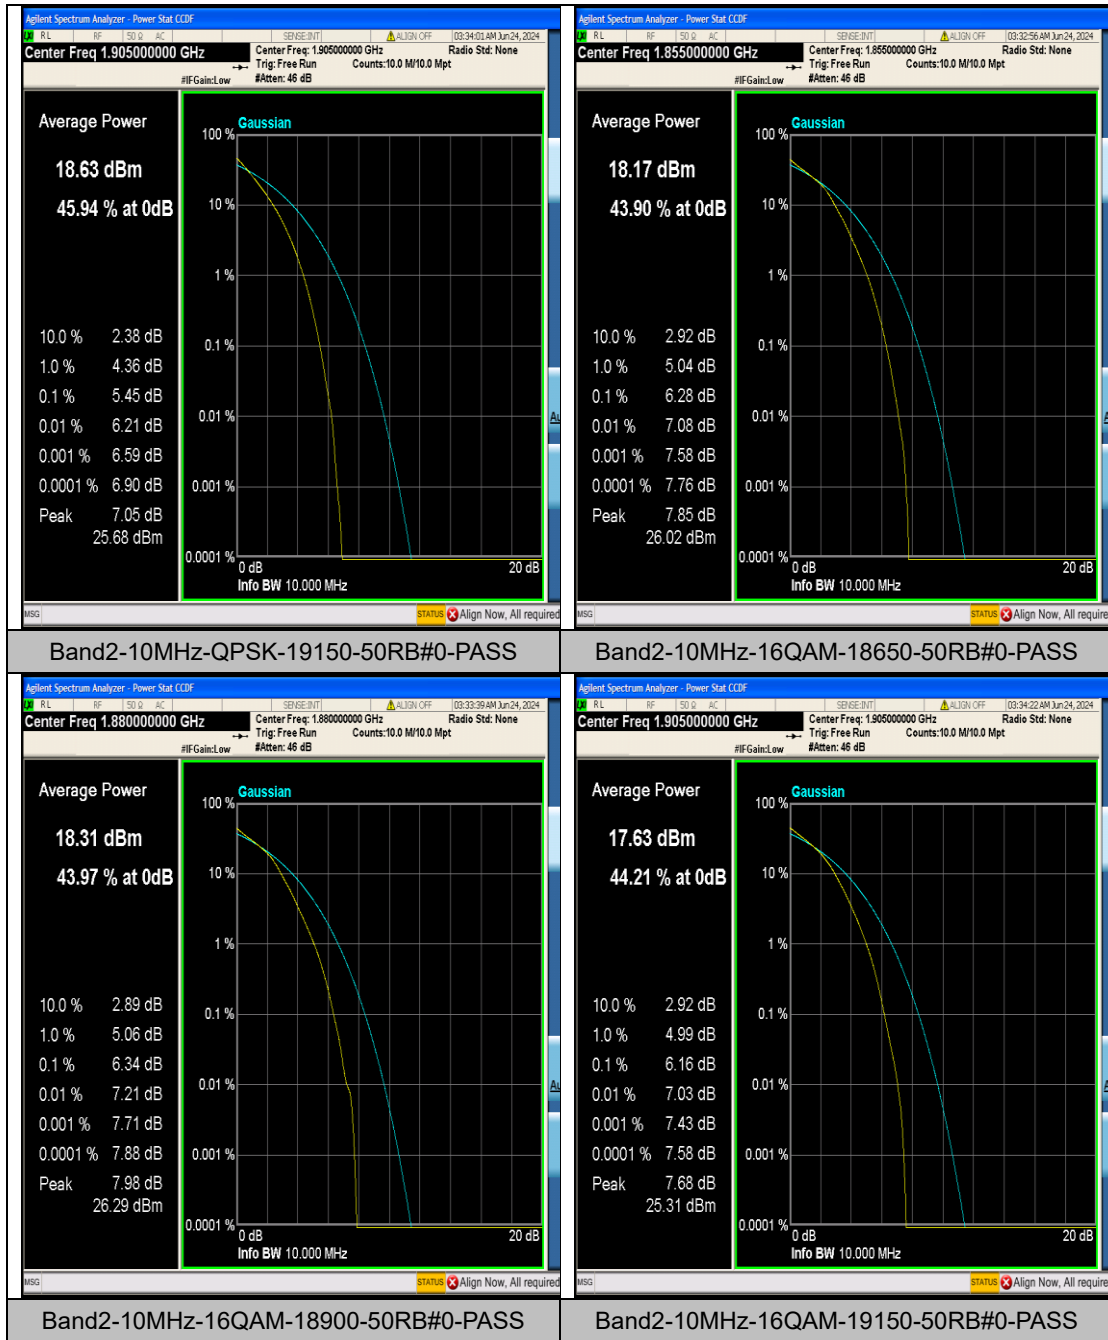 Agilent Spectrum Analyzer - Power Stat CCDF
RL RF 50 Ω AC SENSE:INT ALIGN OFF 03:34:01 AM Jun 24, 2024
Center Freq 1.905000000 GHz
Center Freq: 1.905000000 GHz Radio Std: None
Trig: Free Run Counts:10.0 M/10.0 Mpt
#IFGain:Low #Atten: 46 dB
Average Power
18.63 dBm
45.94 % at 0dB
10.0 % 2.38 dB
1.0 % 4.36 dB
0.1 % 5.45 dB
0.01 % 6.21 dB
0.001 % 6.59 dB
0.0001 % 6.90 dB
Peak 7.05 dB
25.68 dBm
Gaussian
100 %
10 %
1 %
0.1 %
0.01 %
0.001 %
0.0001 %
0 dB 20 dB
Info BW 10.000 MHz
MSG STATUS Align Now, All required
Band2-10MHz-QPSK-19150-50RB#0-PASS
Agilent Spectrum Analyzer - Power Stat CCDF
RL RF 50 Ω AC SENSE:INT ALIGN OFF 03:32:56 AM Jun 24, 2024
Center Freq 1.855000000 GHz
Center Freq: 1.855000000 GHz Radio Std: None
Trig: Free Run Counts:10.0 M/10.0 Mpt
#IFGain:Low #Atten: 46 dB
Average Power
18.17 dBm
43.90 % at 0dB
10.0 % 2.92 dB
1.0 % 5.04 dB
0.1 % 6.28 dB
0.01 % 7.08 dB
0.001 % 7.58 dB
0.0001 % 7.76 dB
Peak 7.85 dB
26.02 dBm
Gaussian
100 %
10 %
1 %
0.1 %
0.01 %
0.001 %
0.0001 %
0 dB 20 dB
Info BW 10.000 MHz
MSG STATUS Align Now, All require
Band2-10MHz-16QAM-18650-50RB#0-PASS
Agilent Spectrum Analyzer - Power Stat CCDF
RL RF 50 Ω AC SENSE:INT ALIGN OFF 03:33:39 AM Jun 24, 2024
Center Freq 1.880000000 GHz
Center Freq: 1.880000000 GHz Radio Std: None
Trig: Free Run Counts:10.0 M/10.0 Mpt
#IFGain:Low #Atten: 46 dB
Average Power
18.31 dBm
43.97 % at 0dB
10.0 % 2.89 dB
1.0 % 5.06 dB
0.1 % 6.34 dB
0.01 % 7.21 dB
0.001 % 7.71 dB
0.0001 % 7.88 dB
Peak 7.98 dB
26.29 dBm
Gaussian
100 %
10 %
1 %
0.1 %
0.01 %
0.001 %
0.0001 %
0 dB 20 dB
Info BW 10.000 MHz
MSG STATUS Align Now, All required
Band2-10MHz-16QAM-18900-50RB#0-PASS
Agilent Spectrum Analyzer - Power Stat CCDF
RL RF 50 Ω AC SENSE:INT ALIGN OFF 03:34:22 AM Jun 24, 2024
Center Freq 1.905000000 GHz
Center Freq: 1.905000000 GHz Radio Std: None
Trig: Free Run Counts:10.0 M/10.0 Mpt
#IFGain:Low #Atten: 46 dB
Average Power
17.63 dBm
44.21 % at 0dB
10.0 % 2.92 dB
1.0 % 4.99 dB
0.1 % 6.16 dB
0.01 % 7.03 dB
0.001 % 7.43 dB
0.0001 % 7.58 dB
Peak 7.68 dB
25.31 dBm
Gaussian
100 %
10 %
1 %
0.1 %
0.01 %
0.001 %
0.0001 %
0 dB 20 dB
Info BW 10.000 MHz
MSG STATUS Align Now, All require
Band2-10MHz-16QAM-19150-50RB#0-PASS